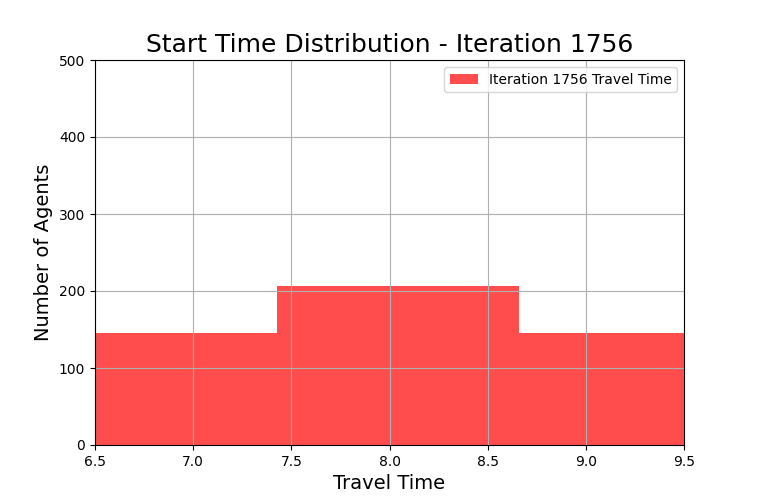 Start Time Distribution - Iteration 1756
500
Iteration 1756 Travel Time
400
300
200
100
0
Number of Agents
6.5 7.0 7.5 8.0 8.5 9.0 9.5
Travel Time